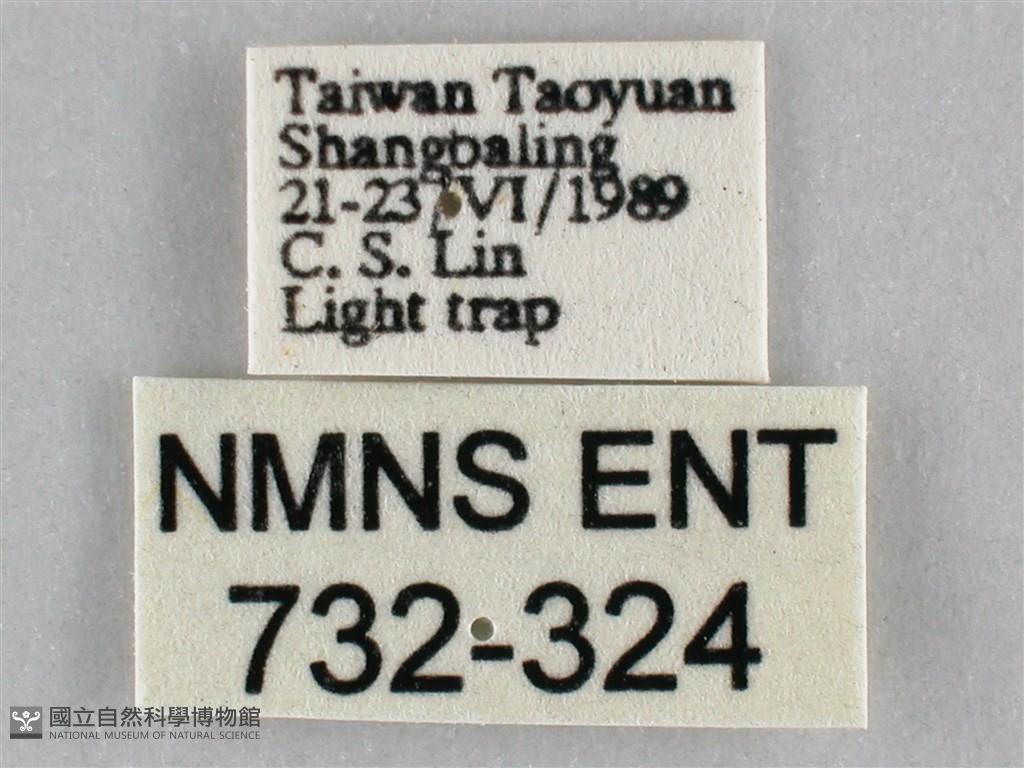 Taiwan Taoyuan
Shangbaling
21-23/VI/1989
C. S. Lin
Light trap
NMNS ENT
732-324
國立自然科學博物館
NATIONAL MUSEUM OF NATURAL SCIENCE